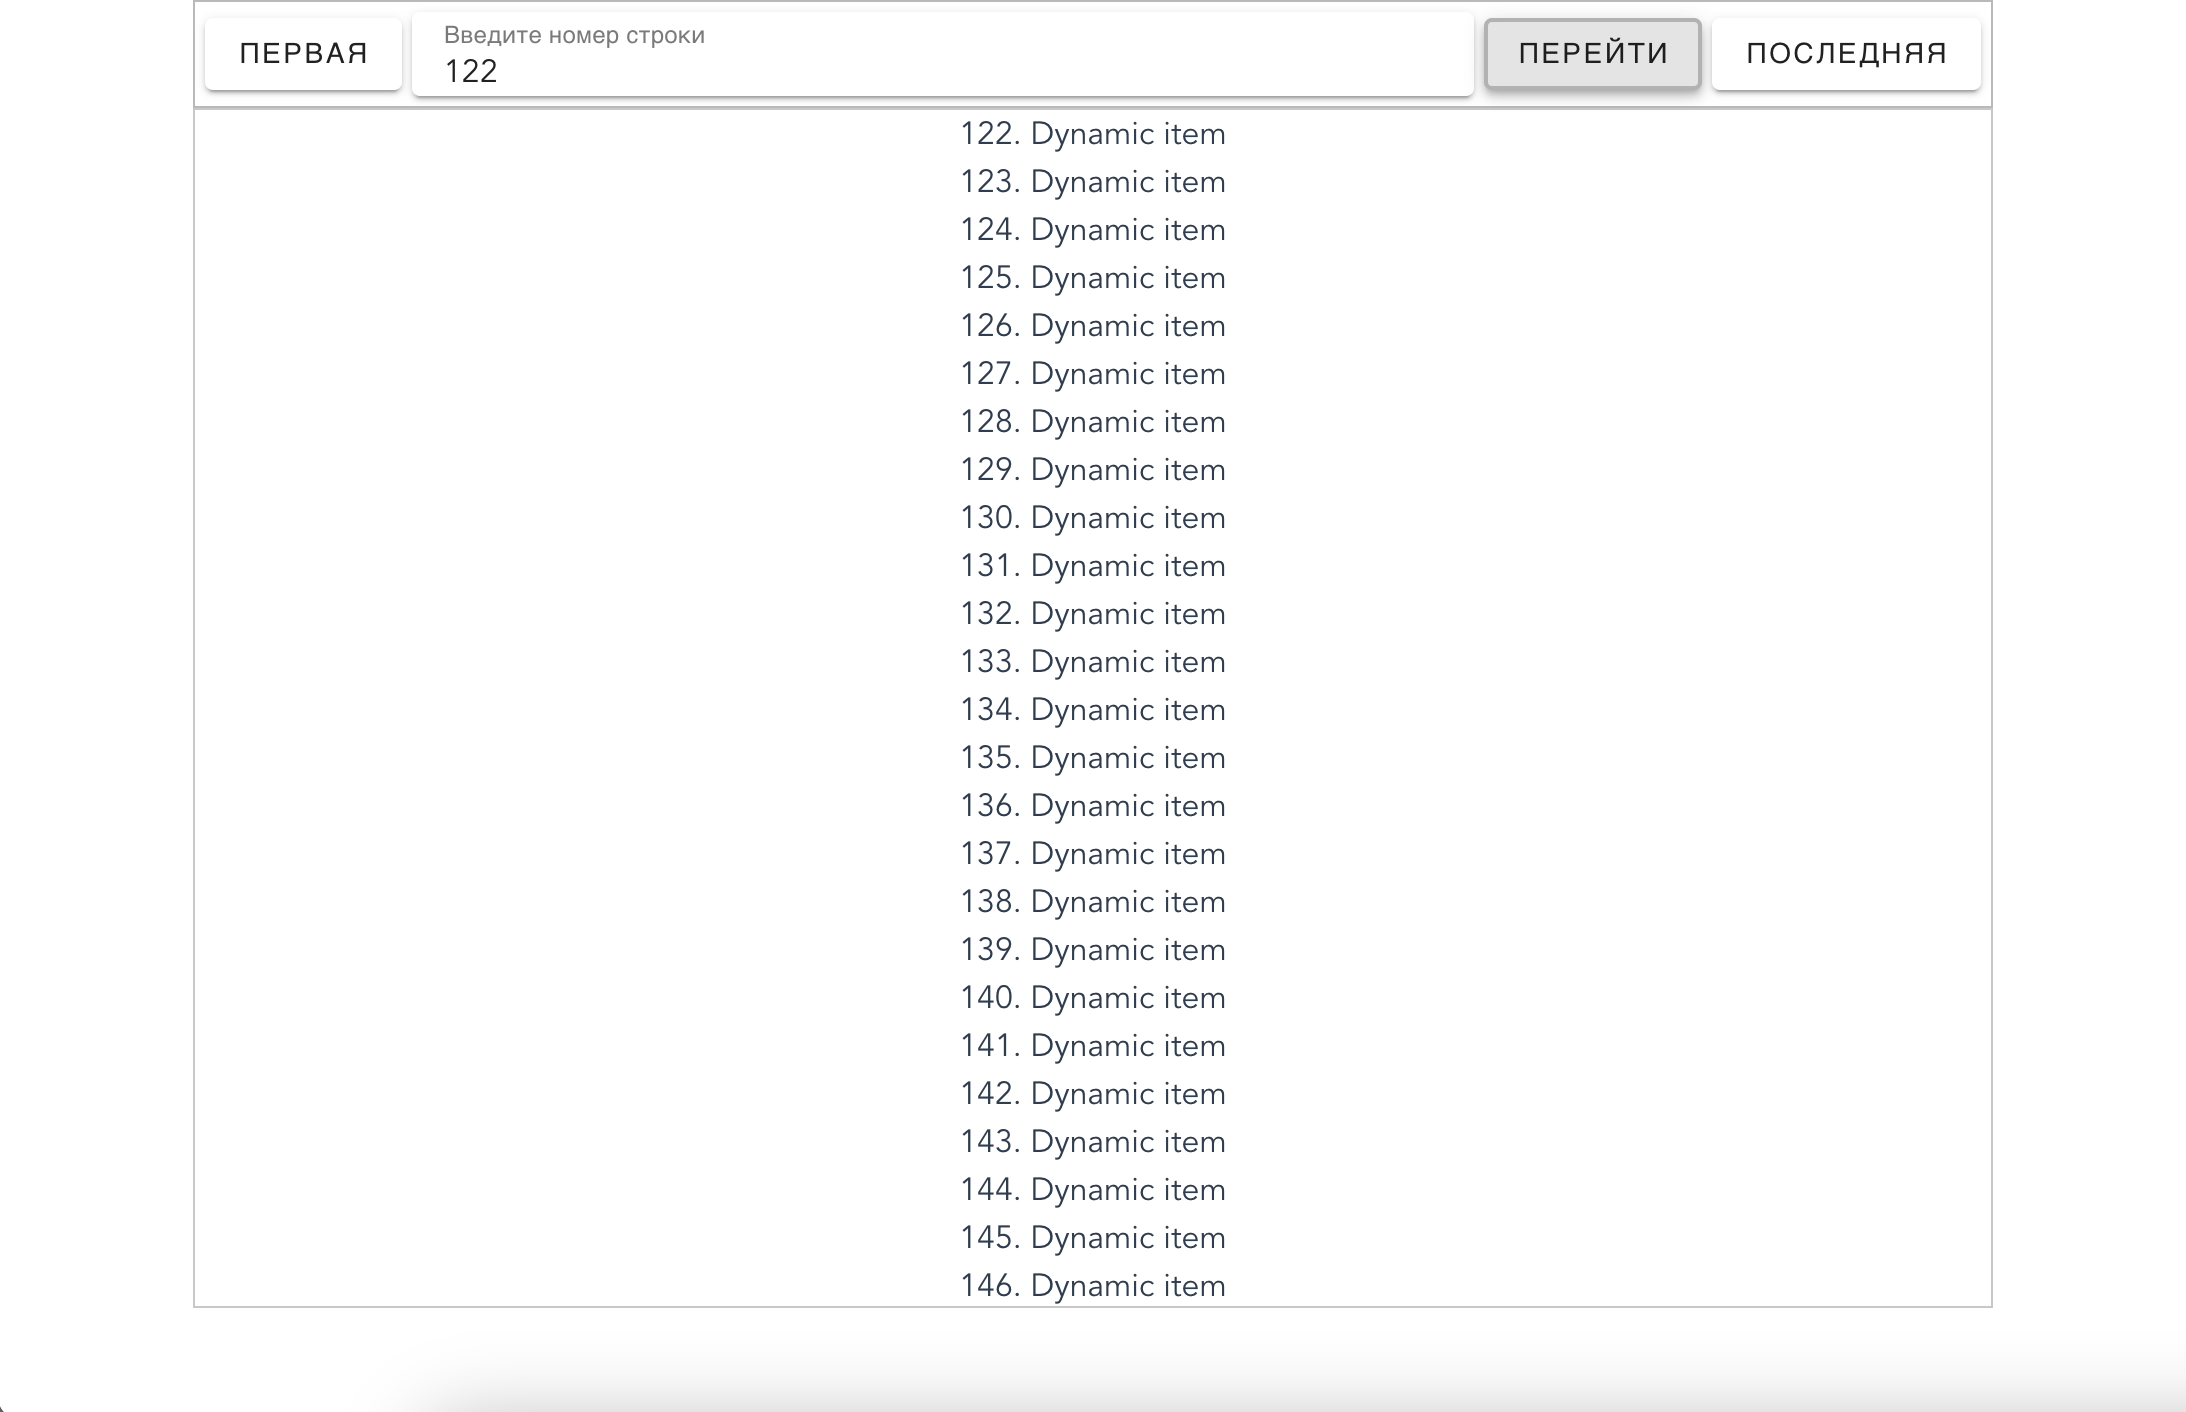 ПЕРВАЯ
Введите номер строки
122
ПЕРЕЙТИ
ПОСЛЕДНЯЯ
122. Dynamic item
123. Dynamic item
124. Dynamic item
125. Dynamic item
126. Dynamic item
127. Dynamic item
128. Dynamic item
129. Dynamic item
130. Dynamic item
131. Dynamic item
132. Dynamic item
133. Dynamic item
134. Dynamic item
135. Dynamic item
136. Dynamic item
137. Dynamic item
138. Dynamic item
139. Dynamic item
140. Dynamic item
141. Dynamic item
142. Dynamic item
143. Dynamic item
144. Dynamic item
145. Dynamic item
146. Dynamic item